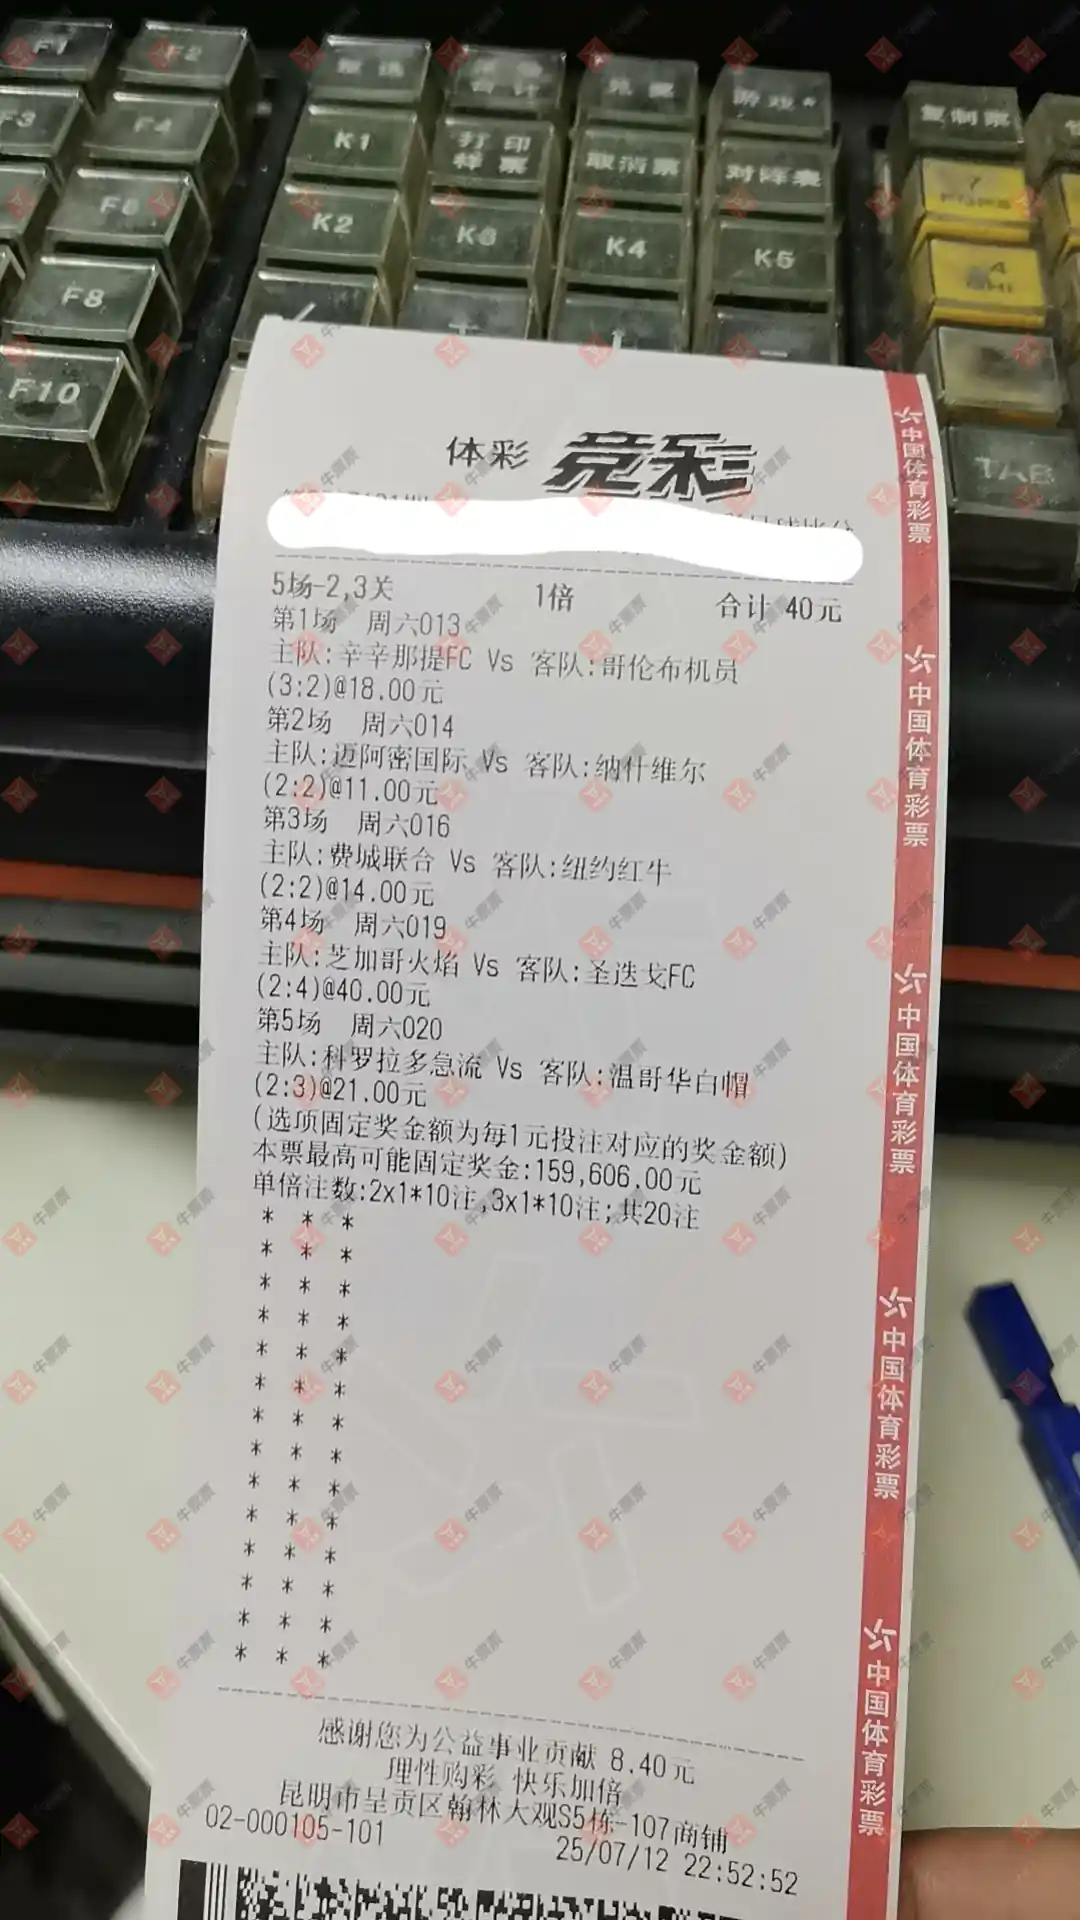 F1
F2
F3
F4
F8
F10
K1
打印
样票
取消票
对阵表
复制票
K2
K4
K5
TAB
体彩 竞彩
5场-2,3关 1倍 合计 40元
第1场 周六013
主队:辛辛那提FC Vs 客队:哥伦布机员
(3:2)@18.00元
第2场 周六014
主队:迈阿密国际 Vs 客队:纳什维尔
(2:2)@11.00元
第3场 周六016
主队:费城联合 Vs 客队:纽约红牛
(2:2)@14.00元
第4场 周六019
主队:芝加哥火焰 Vs 客队:圣迭戈FC
(2:4)@40.00元
第5场 周六020
主队:科罗拉多急流 Vs 客队:温哥华白帽
(2:3)@21.00元
(选项固定奖金额为每1元投注对应的奖金额)
本票最高可能固定奖金:159,606.00元
单倍注数:2x1*10注,3x1*10注;共20注
* * *
* * *
* * *
* * *
* * *
* * *
* * *
* * *
* * *
* * *
* * *
* * *
* * *
* * *
感谢您为公益事业贡献 8.40元
理性购彩 快乐加倍
昆明市呈贡区翰林大观S5栋-107商铺
02-000105-101
25/07/12 22:52:52
中国体育彩票
中国体育彩票
中国体育彩票
中国体育彩票
中国体育彩票
牛票票